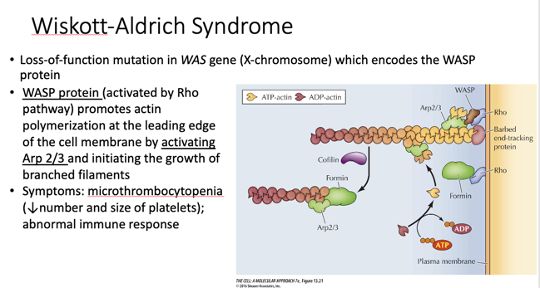 Wiskott-Aldrich Syndrome
• Loss-of-function mutation in WAS gene (X-chromosome) which encodes the WASP
protein
• WASP protein (activated by Rho
pathway) promotes actin
polymerization at the leading edge
of the cell membrane by activating
Arp 2/3 and initiating the growth of
branched filaments
• Symptoms: microthrombocytopenia
(↓number and size of platelets);
abnormal immune response
ATP-actin ADP-actin
WASP
Arp2/3
Rho
Barbed
end-tracking
protein
Cofilin
Rho
Formin
Formin
Arp2/3
ADP
ATP
Plasma membrane
THE CELL: A MOLECULAR APPROACH 7e, Figure 13.21
© 2016 Sinauer Associates, Inc.